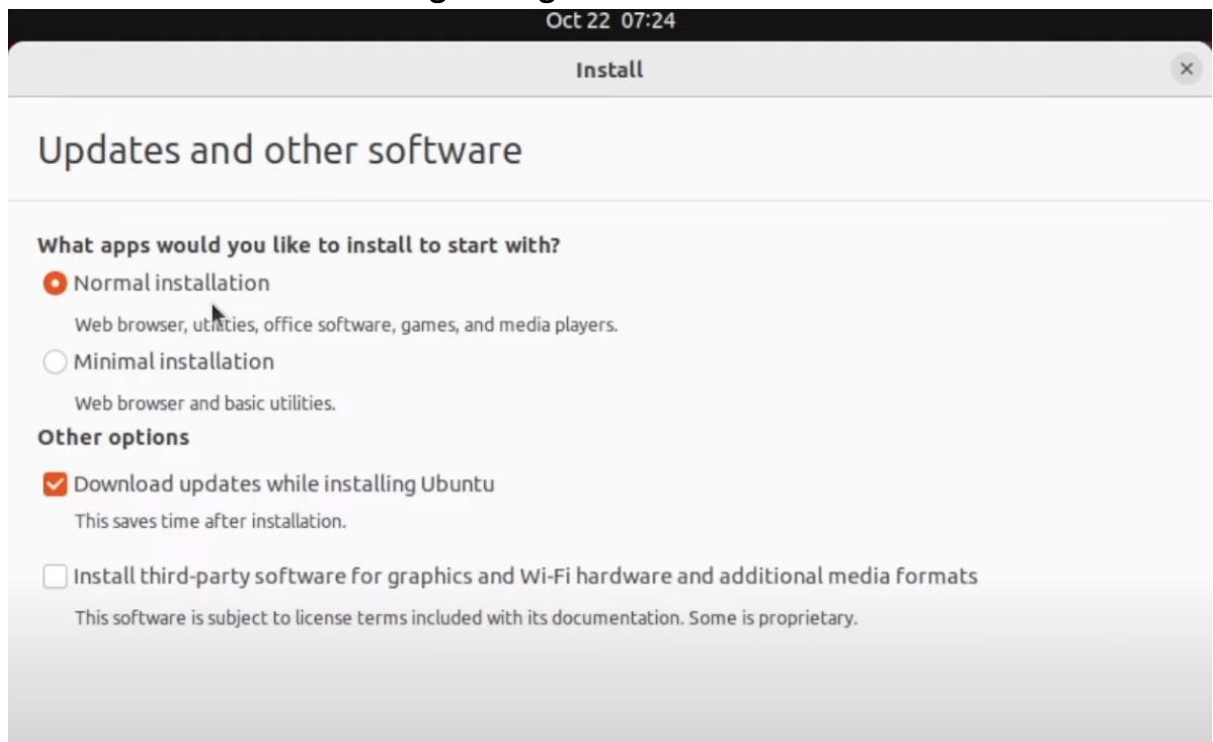 Oct 22 07:24
Install
Updates and other software
What apps would you like to install to start with?
Normal installation
Web browser, utilities, office software, games, and media players.
Minimal installation
Web browser and basic utilities.
Other options
Download updates while installing Ubuntu
This saves time after installation.
Install third-party software for graphics and Wi-Fi hardware and additional media formats
This software is subject to license terms included with its documentation. Some is proprietary.